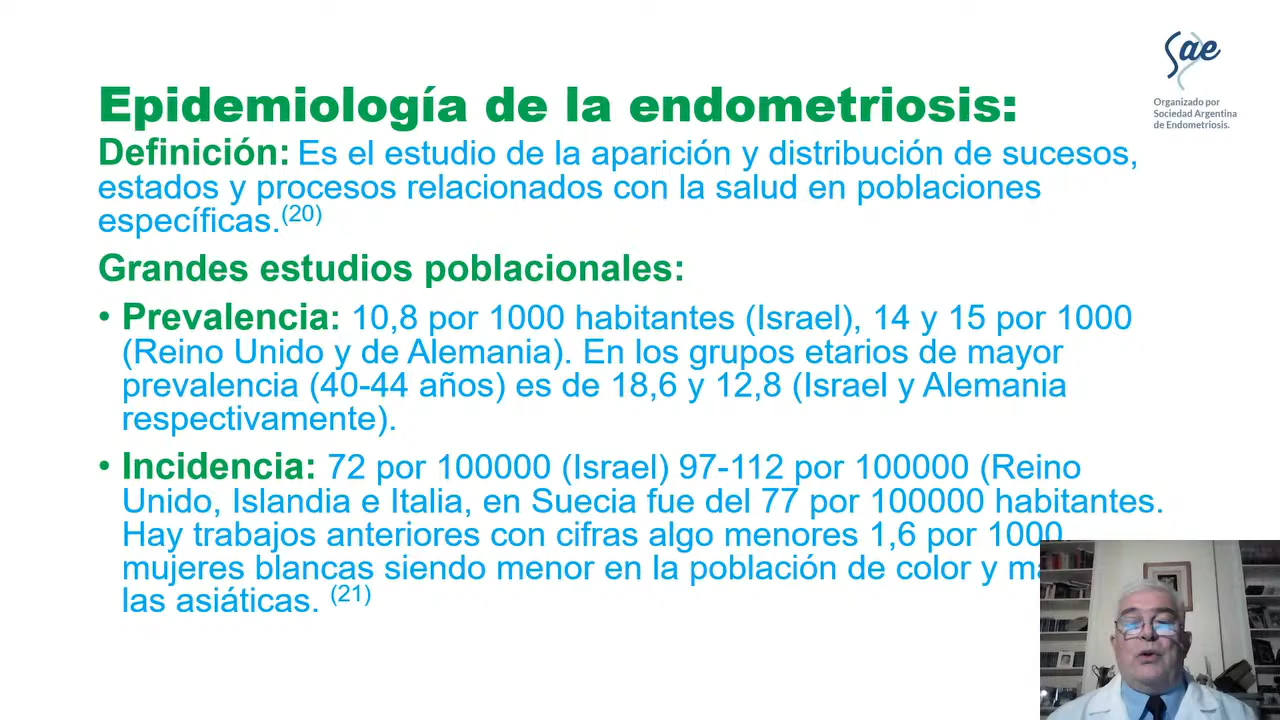 sae
Organizado por
Sociedad Argentina
de Endometriosis.
Epidemiología de la endometriosis:
Definición: Es el estudio de la aparición y distribución de sucesos,
estados y procesos relacionados con la salud en poblaciones
específicas.(20)
Grandes estudios poblacionales:
• Prevalencia: 10,8 por 1000 habitantes (Israel), 14 y 15 por 1000
(Reino Unido y de Alemania). En los grupos etarios de mayor
prevalencia (40-44 años) es de 18,6 y 12,8 (Israel y Alemania
respectivamente).
• Incidencia: 72 por 100000 (Israel) 97-112 por 100000 (Reino
Unido, Islandia e Italia, en Suecia fue del 77 por 100000 habitantes.
Hay trabajos anteriores con cifras algo menores 1,6 por 1000
mujeres blancas siendo menor en la población de color y
las asiáticas. (21)